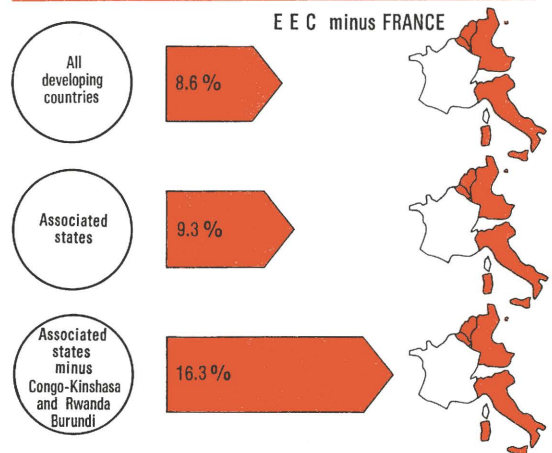 E E C minus FRANCE
All
developing
countries
8.6 %
Associated
states
9.3 %
Associated
states
minus
Congo-Kinshasa
and Rwanda
Burundi
16.3 %